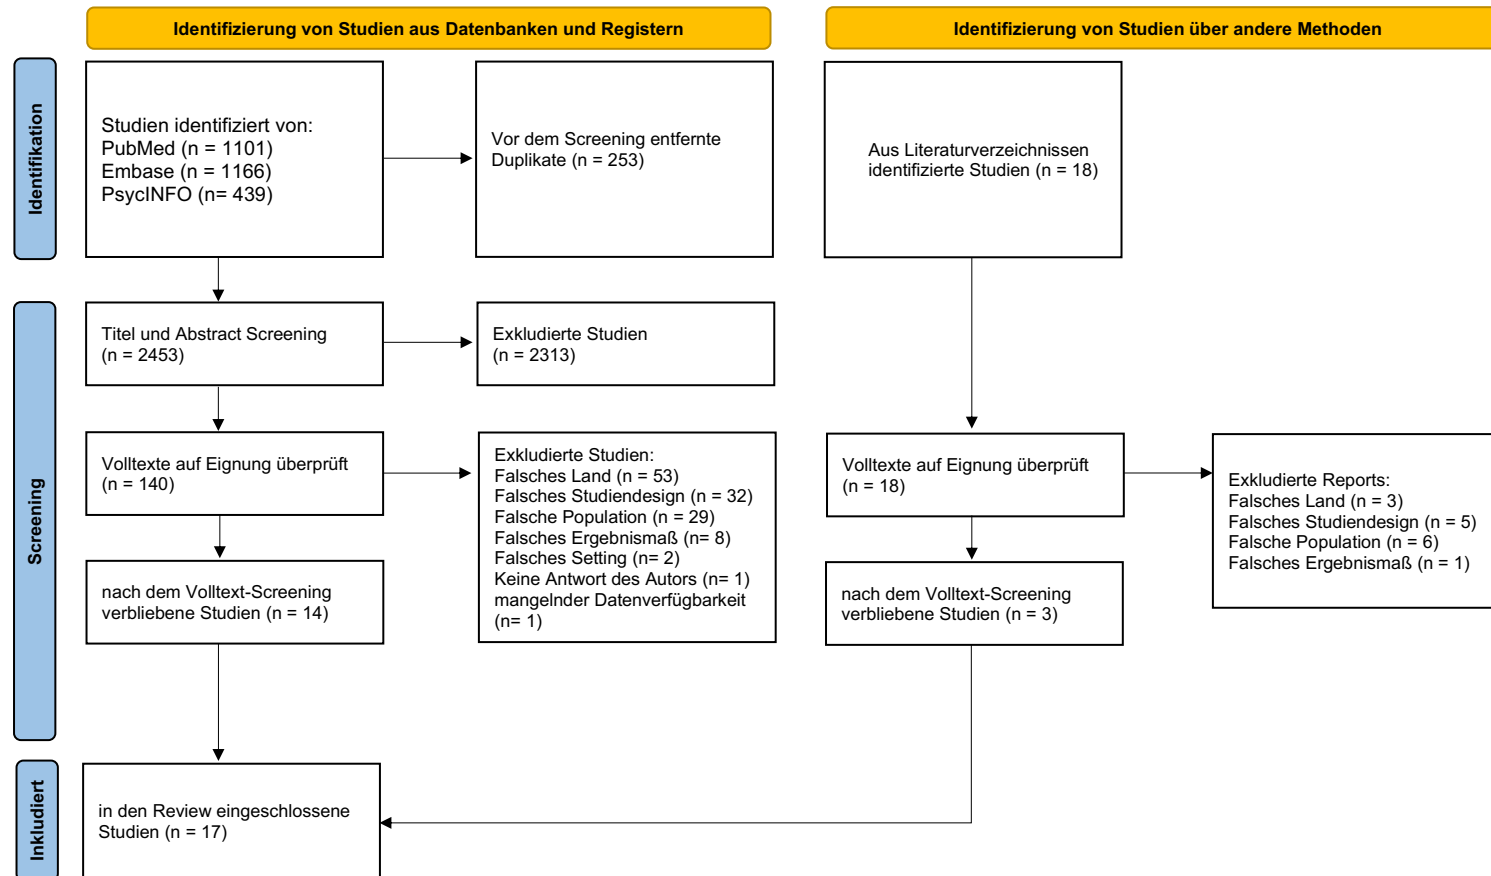 Identifizierung von Studien aus Datenbanken und Registern
Identifizierung von Studien über andere Methoden
Identifikation
Studien identifiziert von:
PubMed (n = 1101)
Embase (n = 1166)
PsycINFO (n= 439)
Vor dem Screening entfernte
Duplikate (n = 253)
Aus Literaturverzeichnissen
identifizierte Studien (n = 18)
Screening
Titel und Abstract Screening
(n = 2453)
Exkludierte Studien
(n = 2313)
Volltexte auf Eignung überprüft
(n = 140)
Exkludierte Studien:
Falsches Land (n = 53)
Falsches Studiendesign (n = 32)
Falsche Population (n = 29)
Falsches Ergebnismaß (n= 8)
Falsches Setting (n= 2)
Keine Antwort des Autors (n= 1)
mangelnder Datenverfügbarkeit
(n= 1)
Volltexte auf Eignung überprüft
(n = 18)
Exkludierte Reports:
Falsches Land (n = 3)
Falsches Studiendesign (n = 5)
Falsche Population (n = 6)
Falsches Ergebnismaß (n = 1)
nach dem Volltext-Screening
verbliebene Studien (n = 14)
nach dem Volltext-Screening
verbliebene Studien (n = 3)
Inkludiert
in den Review eingeschlossene
Studien (n = 17)